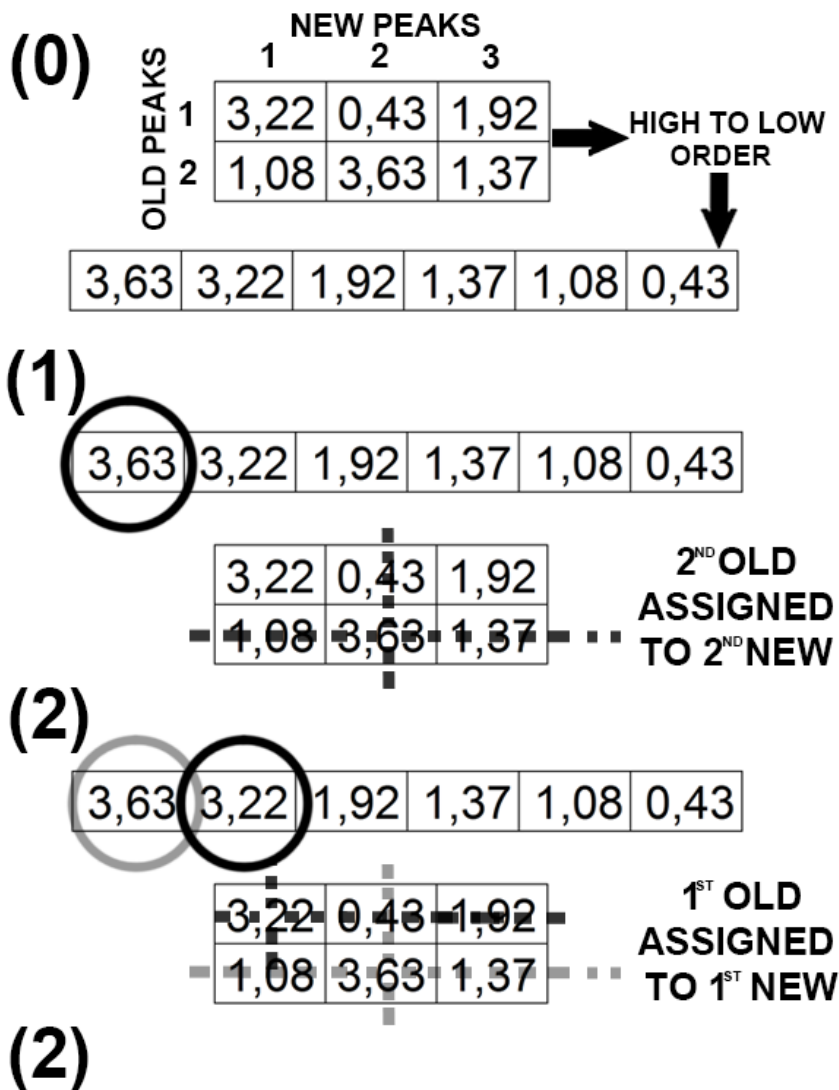 (0)
NEW PEAKS
1 2 3
OLD PEAKS
1 3,22 0,43 1,92
2 1,08 3,63 1,37
HIGH TO LOW
ORDER
3,63 3,22 1,92 1,37 1,08 0,43
(1)
3,63 3,22 1,92 1,37 1,08 0,43
3,22 0,43 1,92
1,08 3,63 1,37
2ND OLD
ASSIGNED
TO 2ND NEW
(2)
3,63 3,22 1,92 1,37 1,08 0,43
3,22 0,43 1,92
1,08 3,63 1,37
1ST OLD
ASSIGNED
TO 1ST NEW
(2)